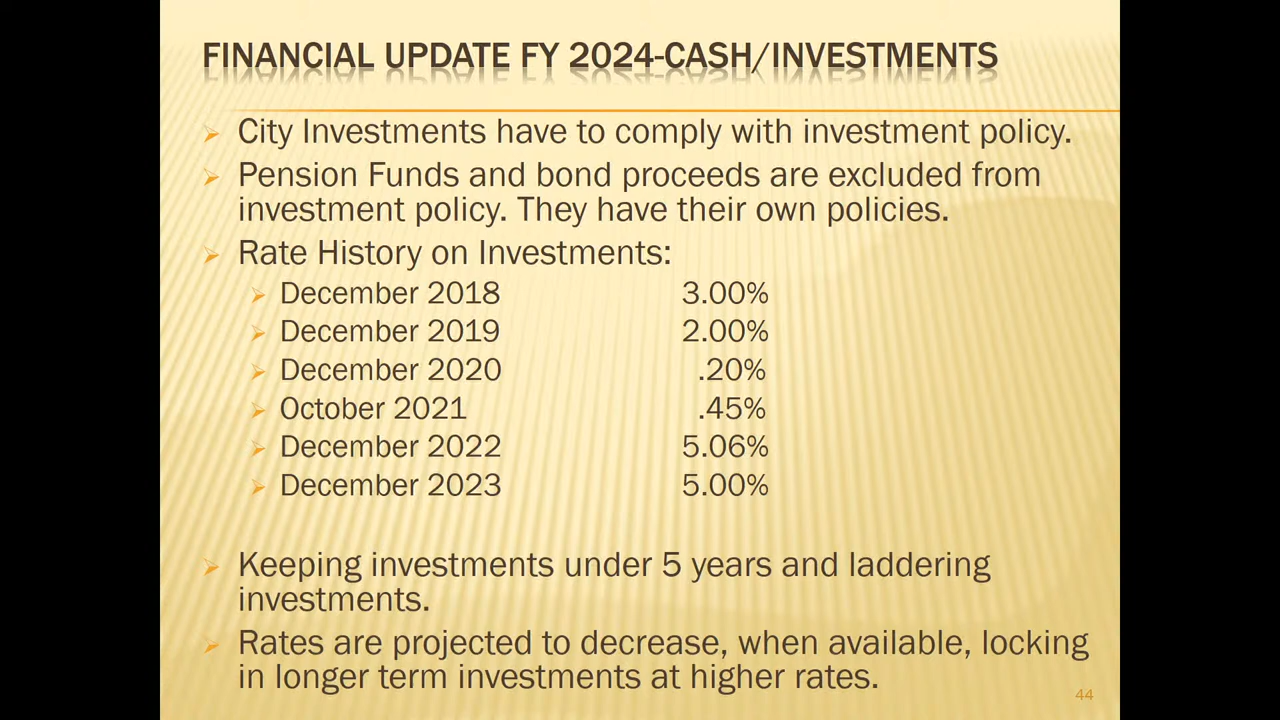 FINANCIAL UPDATE FY 2024-CASH/INVESTMENTS
City Investments have to comply with investment policy.
Pension Funds and bond proceeds are excluded from
investment policy. They have their own policies.
Rate History on Investments:
December 2018 3.00%
December 2019 2.00%
December 2020 .20%
October 2021 .45%
December 2022 5.06%
December 2023 5.00%
Keeping investments under 5 years and laddering
investments.
Rates are projected to decrease, when available, locking
in longer term investments at higher rates.
44